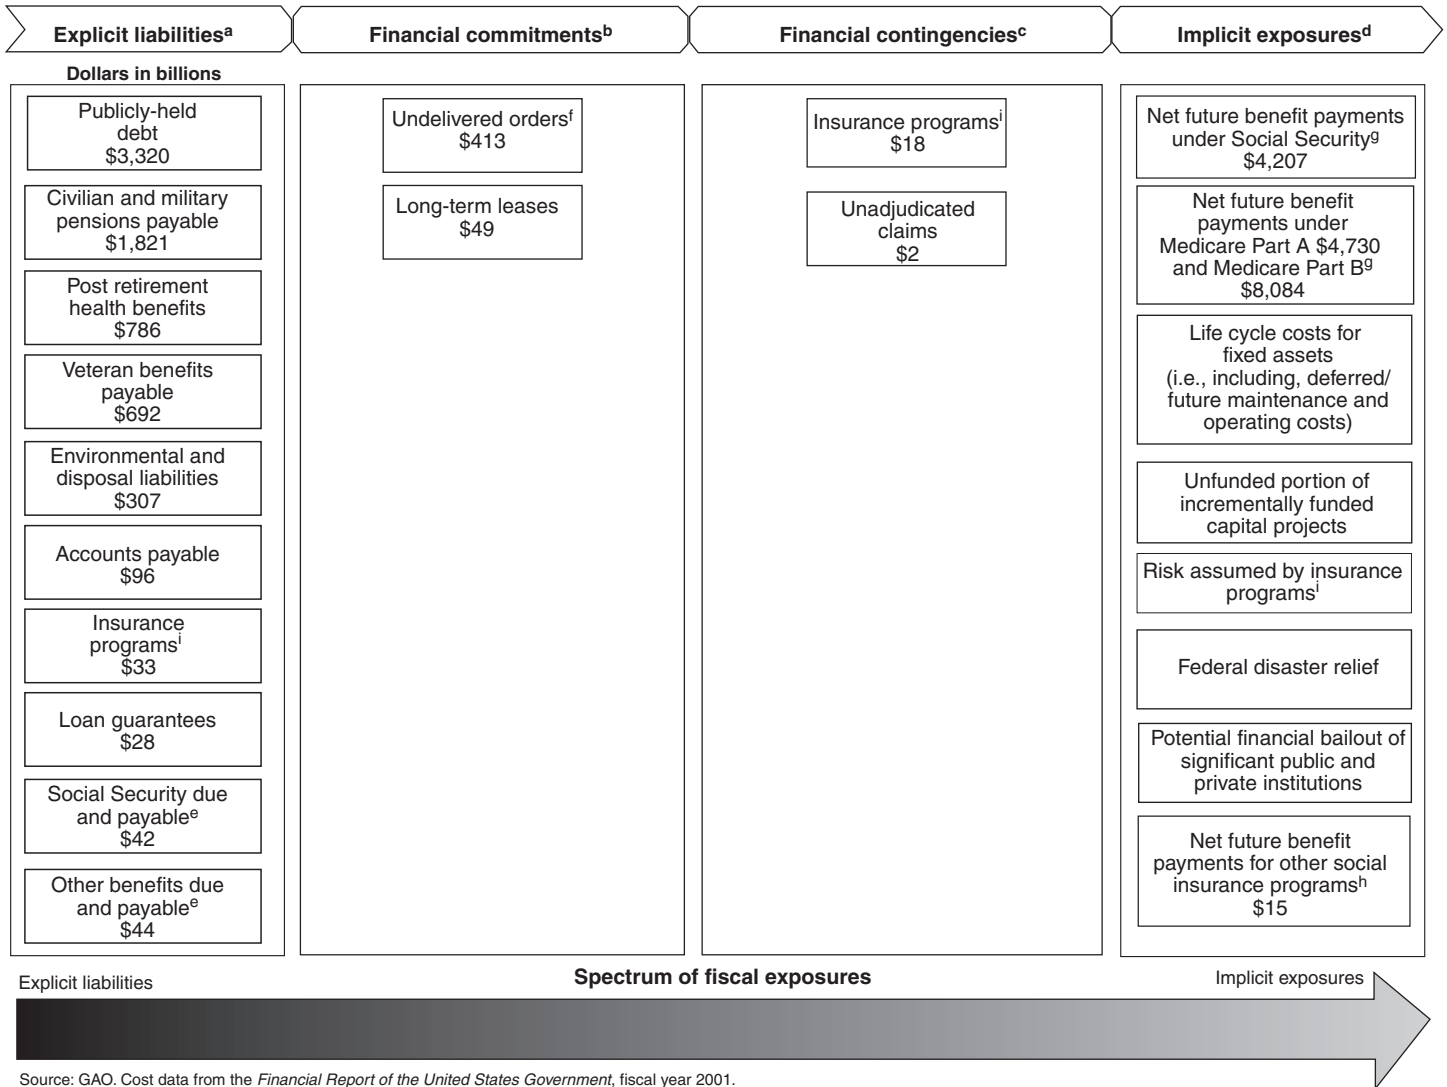 Explicit liabilitiesᵃ
Financial commitmentsᵇ
Financial contingenciesᶜ
Implicit exposuresᵈ
Dollars in billions
Publicly-held
debt
$3,320
Civilian and military
pensions payable
$1,821
Post retirement
health benefits
$786
Veteran benefits
payable
$692
Environmental and
disposal liabilities
$307
Accounts payable
$96
Insurance
programsⁱ
$33
Loan guarantees
$28
Social Security due
and payableᵉ
$42
Other benefits due
and payableᵉ
$44
Undelivered ordersᶠ
$413
Long-term leases
$49
Insurance programsⁱ
$18
Unadjudicated
claims
$2
Net future benefit payments
under Social Securityᵍ
$4,207
Net future benefit
payments under
Medicare Part A $4,730
and Medicare Part Bᵍ
$8,084
Life cycle costs for
fixed assets
(i.e., including, deferred/
future maintenance and
operating costs)
Unfunded portion of
incrementally funded
capital projects
Risk assumed by insurance
programsⁱ
Federal disaster relief
Potential financial bailout of
significant public and
private institutions
Net future benefit
payments for other social
insurance programsʰ
$15
Explicit liabilities
Spectrum of fiscal exposures
Implicit exposures
Source: GAO. Cost data from the Financial Report of the United States Government, fiscal year 2001.